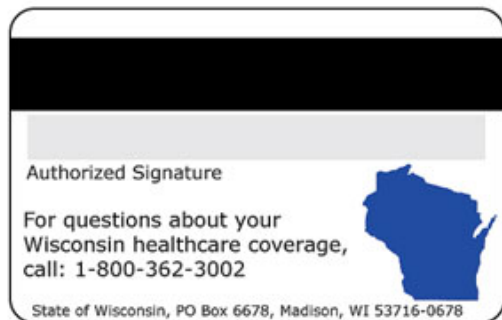 Authorized Signature
For questions about your
Wisconsin healthcare coverage,
call: 1-800-362-3002
State of Wisconsin, PO Box 6678, Madison, WI 53716-0678